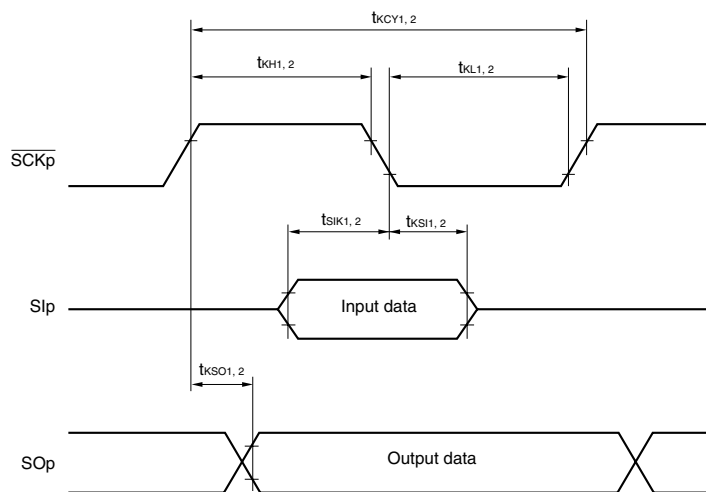 tKCY1, 2
tKH1, 2
tKL1, 2
SCKp
tSIK1, 2
tKSI1, 2
SIp
Input data
tKSO1, 2
SOp
Output data